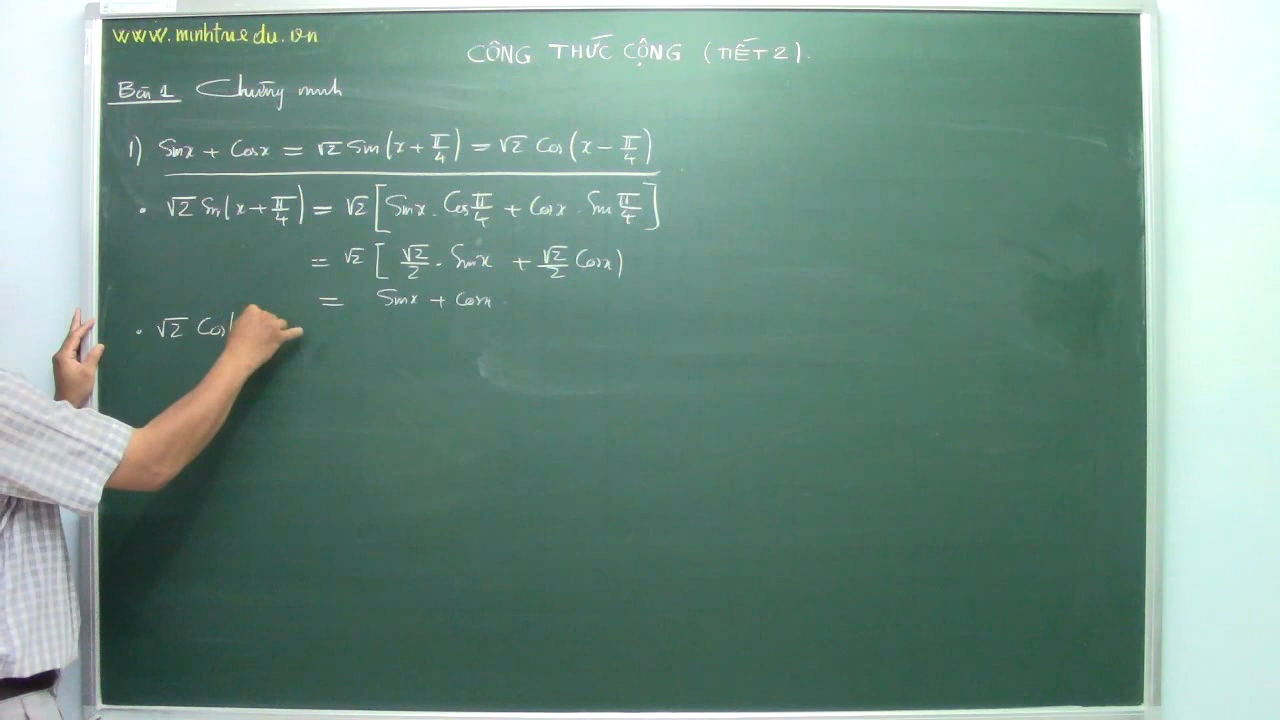 www.minhtrue du.vn
CÔNG THỨC CỘNG (TIẾT 2).
Bài 1 Chứng minh
1) Sinx + Cosx = √2 Sin(x + π/4) = √2 Cos(x - π/4)
• √2 Sin(x + π/4) = √2 [Sinx . Cos π/4 + Cosx . Sin π/4]
= √2 [ √2/2 . Sinx + √2/2 Cosx)
= Sinx + Cosx
• √2 Cos(